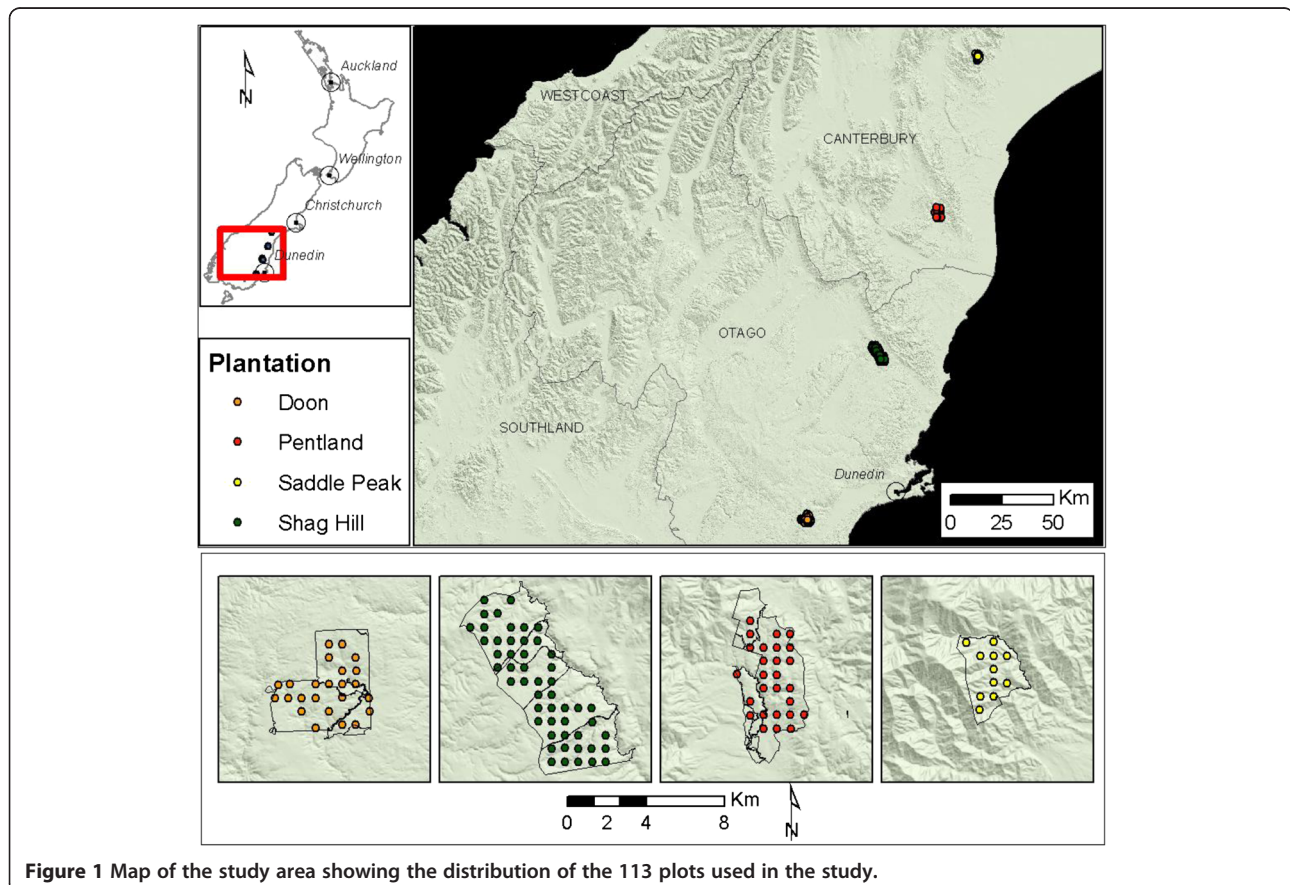 Auckland
N
Wellington
Christchurch
Dunedin
WESTCOAST
CANTERBURY
OTAGO
SOUTHLAND
Dunedin
Km
0 25 50
Plantation
Doon
Pentland
Saddle Peak
Shag Hill
Km
0 2 4 8
N
Figure 1 Map of the study area showing the distribution of the 113 plots used in the study.